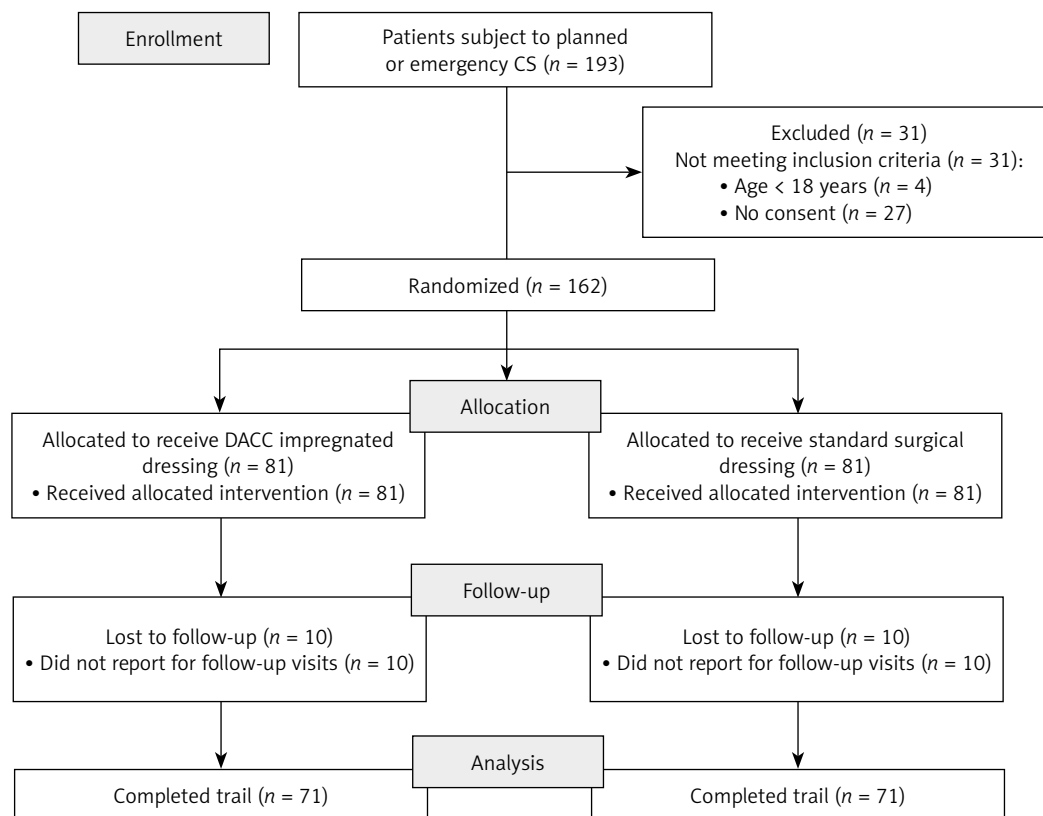 Enrollment
Patients subject to planned
or emergency CS (n = 193)
Excluded (n = 31)
Not meeting inclusion criteria (n = 31):
• Age < 18 years (n = 4)
• No consent (n = 27)
Randomized (n = 162)
Allocation
Allocated to receive DACC impregnated
dressing (n = 81)
• Received allocated intervention (n = 81)
Allocated to receive standard surgical
dressing (n = 81)
• Received allocated intervention (n = 81)
Follow-up
Lost to follow-up (n = 10)
• Did not report for follow-up visits (n = 10)
Lost to follow-up (n = 10)
• Did not report for follow-up visits (n = 10)
Analysis
Completed trail (n = 71)
Completed trail (n = 71)